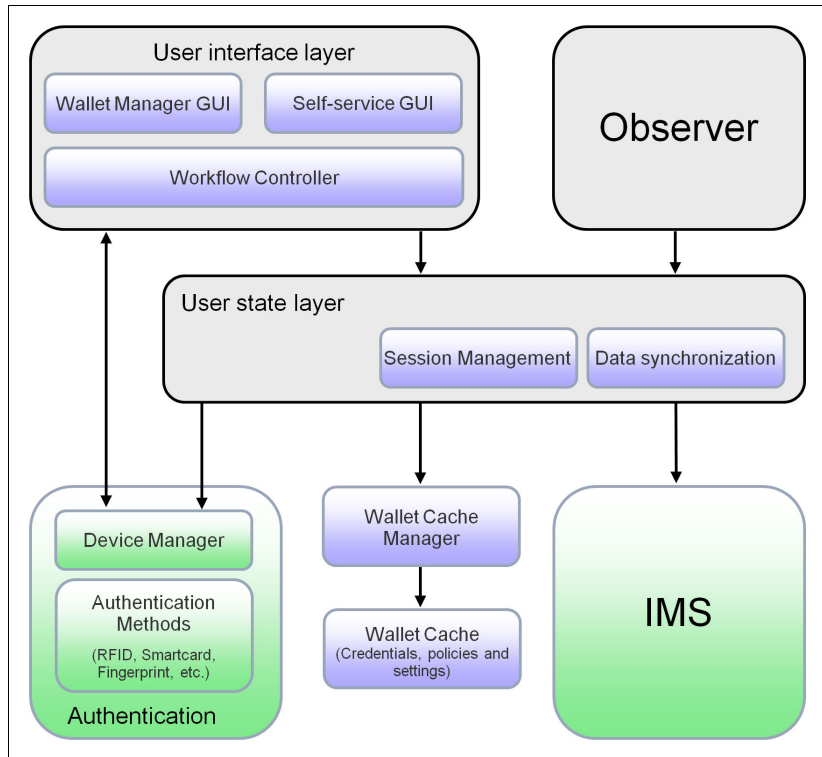 User interface layer
Wallet Manager GUI
Self-service GUI
Workflow Controller
Observer
User state layer
Session Management
Data synchronization
Device Manager
Authentication
Methods
(RFID, Smartcard,
Fingerprint, etc.)
Authentication
Wallet Cache
Manager
Wallet Cache
(Credentials, policies and
settings)
IMS